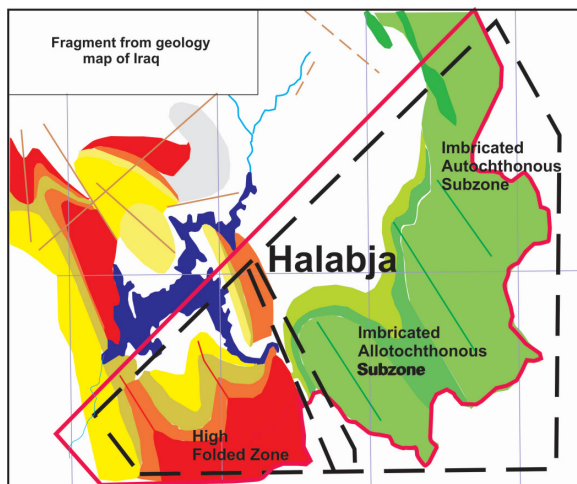 Fragment from geology
map of Iraq
Imbricated
Autochthonous
Subzone
Halabja
Imbricated
Allotochthonous
Subzone
High
Folded Zone